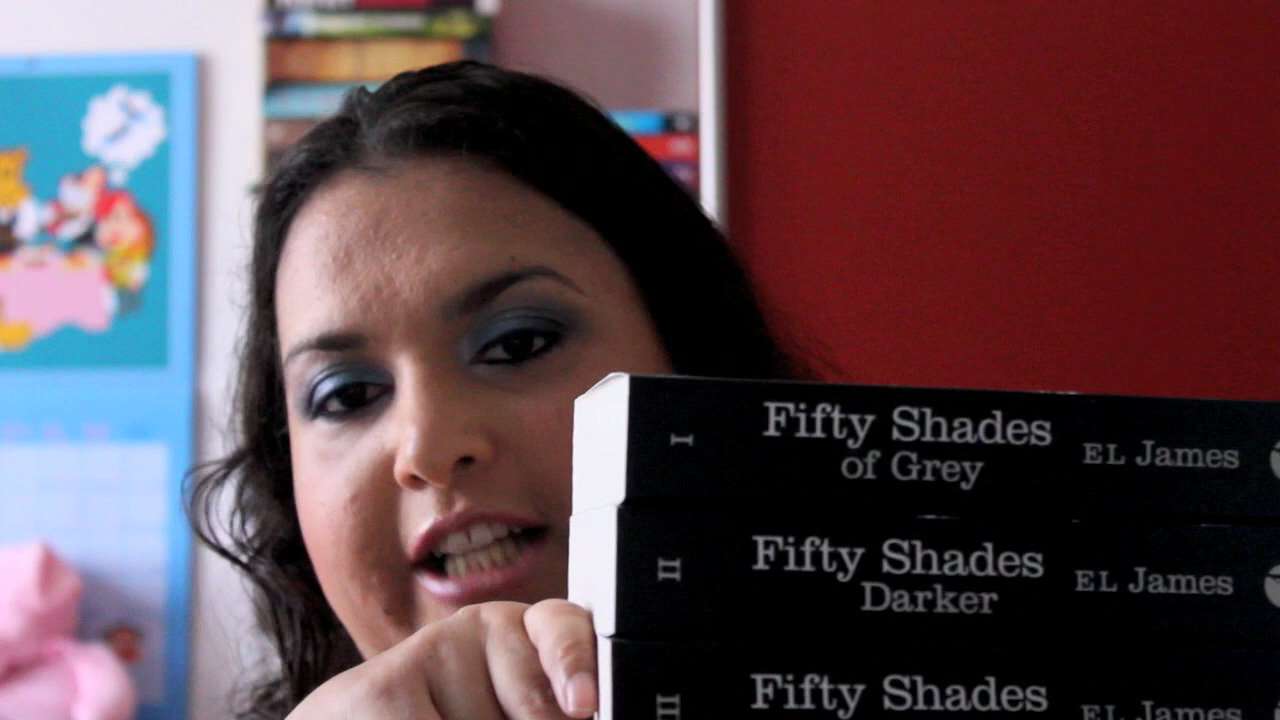 I
Fifty Shades
of Grey
EL James
II
Fifty Shades
Darker
EL James
Fifty Shades
EL James